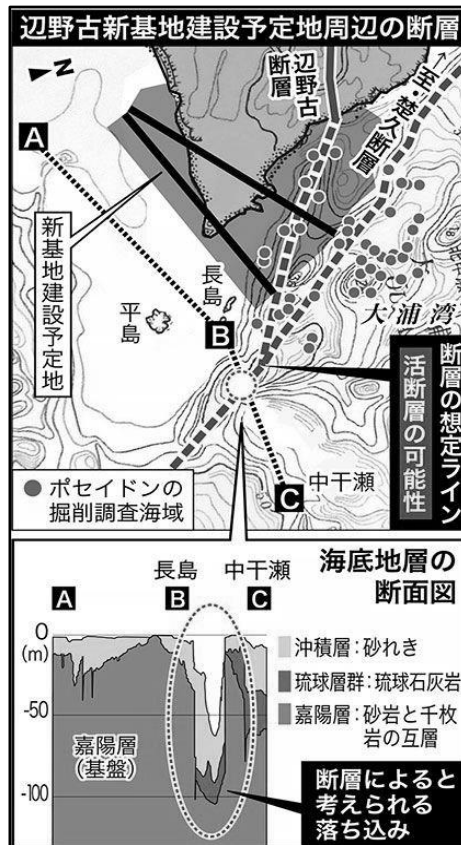 辺野古新基地建設予定地周辺の断層
N
辺野古
断層
←至・楚久断層
A
新基地建設予定地
長島
平島
B
大浦湾
断層の想定ライン
活断層の可能性
C
中干瀬
●ポセイドンの
掘削調査海域
海底地層の
断面図
長島
中干瀬
A
B
C
0
(m)
-50
-100
嘉陽層
(基盤)
沖積層:砂れき
琉球層群:琉球石灰岩
嘉陽層:砂岩と千枚
岩の互層
断層によると
考えられる
落ち込み